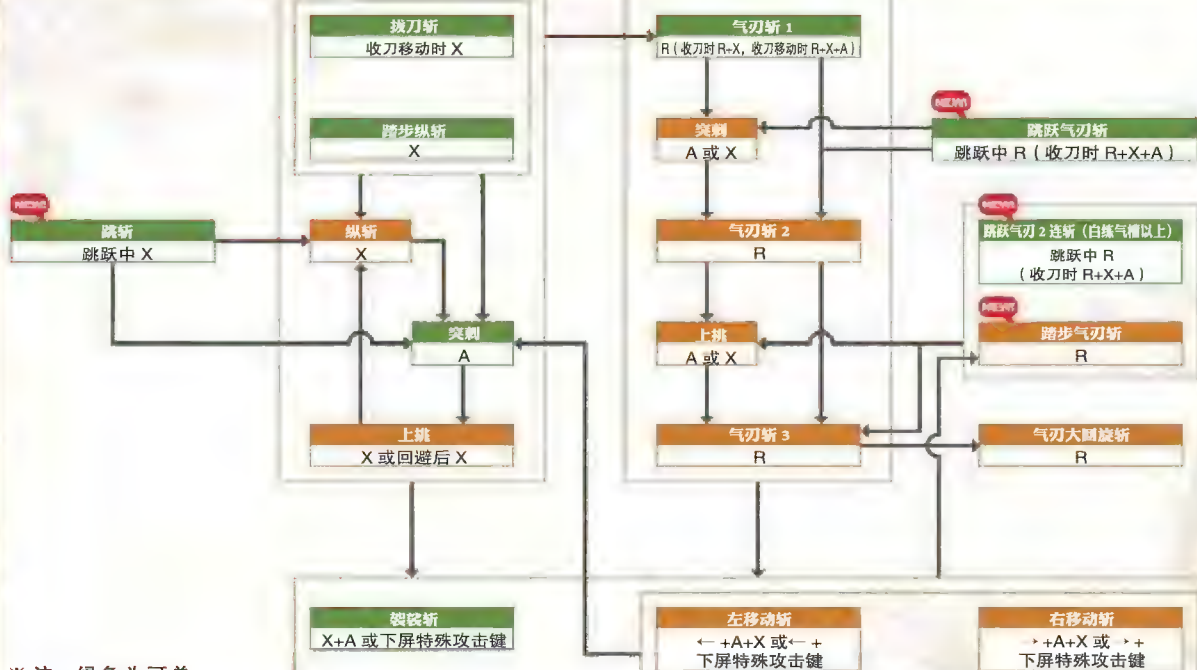 拔刀斩
收刀移动时 X
踏步纵斩
X
NEW!
跳斩
跳跃中 X
纵斩
X
突刺
A
上挑
X 或回避后 X
气刃斩 1
R（收刀时 R+X，收刀移动时 R+X+A）
突刺
A 或 X
气刃斩 2
R
上挑
A 或 X
气刃斩 3
R
NEW!
跳跃气刃斩
跳跃中 R（收刀时 R+X+A）
NEW!
跳跃气刃 2 连斩（白练气槽以上）
跳跃中 R
（收刀时 R+X+A）
NEW!
踏步气刃斩
R
气刃大回旋斩
R
袈裟斩
X+A 或下屏特殊攻击键
左移动斩
← +A+X 或← +
下屏特殊攻击键
右移动斩
→ +A+X 或 → +
下屏特殊攻击键